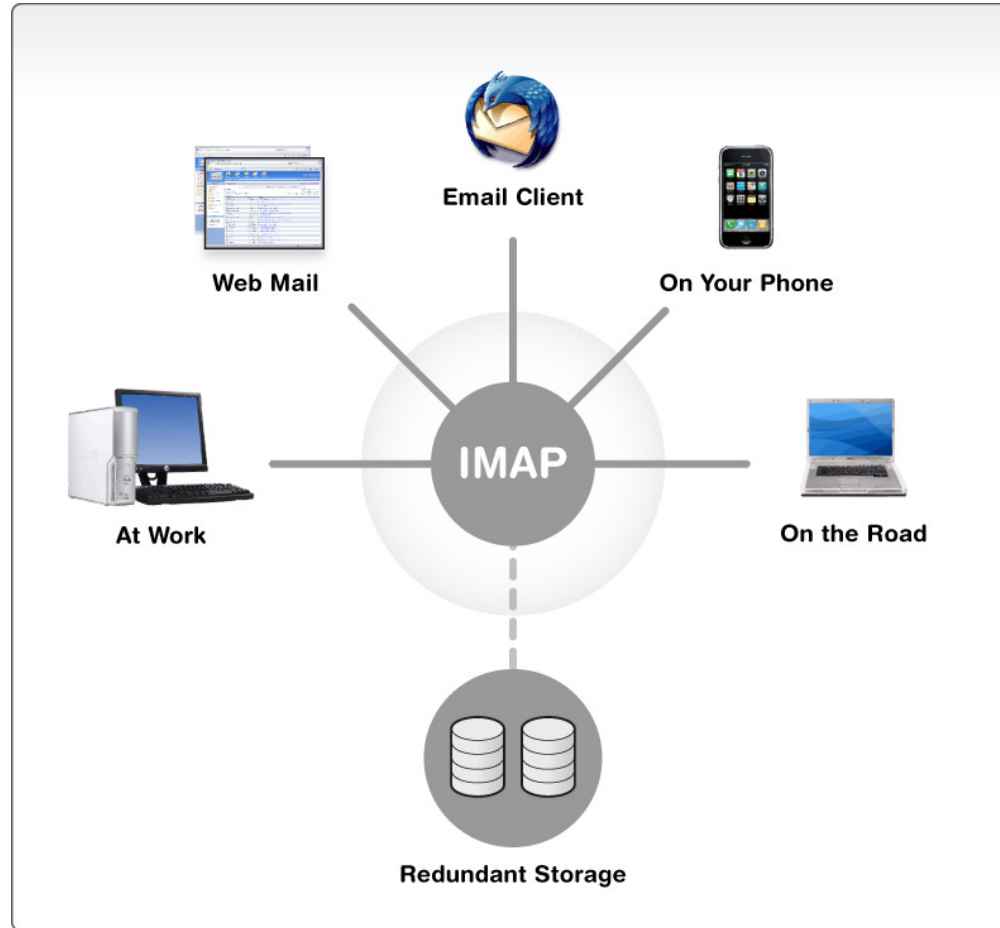 Email Client
Web Mail
On Your Phone
IMAP
At Work
On the Road
Redundant Storage